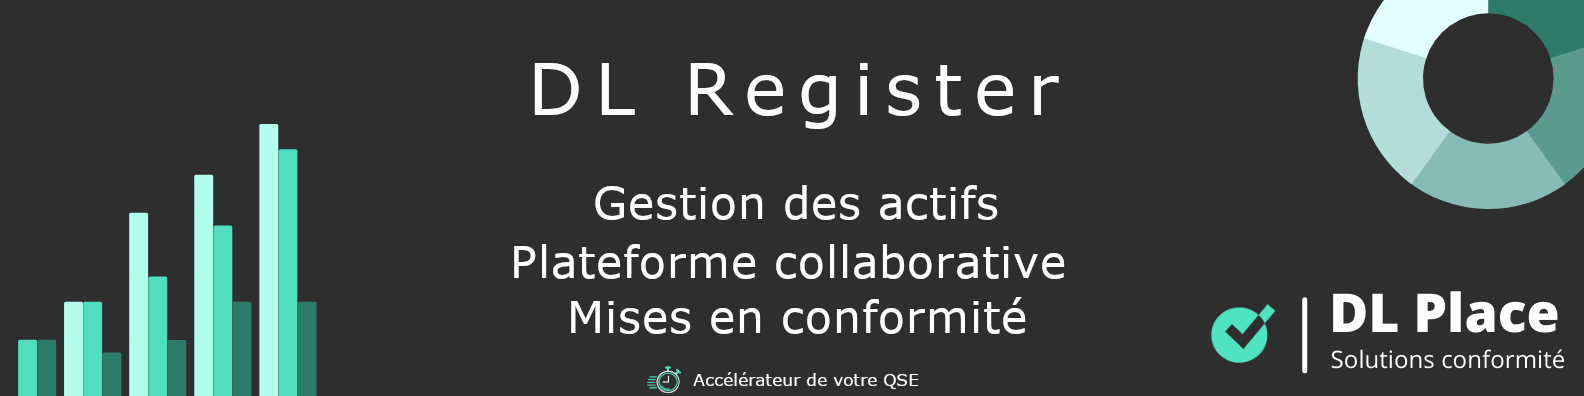 DL Register
Gestion des actifs
Plateforme collaborative
Mises en conformité
Accélérateur de votre QSE
DL Place
Solutions conformité